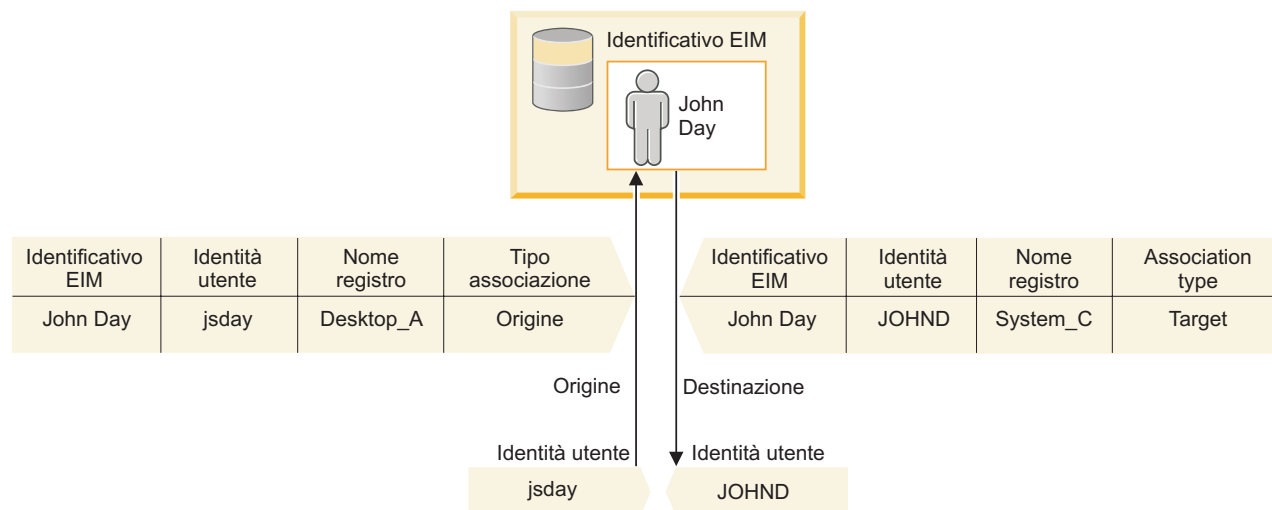 Identificativo EIM
John
Day
Identificativo
EIM
Identità
utente
Nome
registro
Tipo
associazione
John Day
jsday
Desktop_A
Origine
Identificativo
EIM
Identità
utente
Nome
registro
Association
type
John Day
JOHND
System_C
Target
Origine
Destinazione
Identità utente
Identità utente
jsday
JOHND